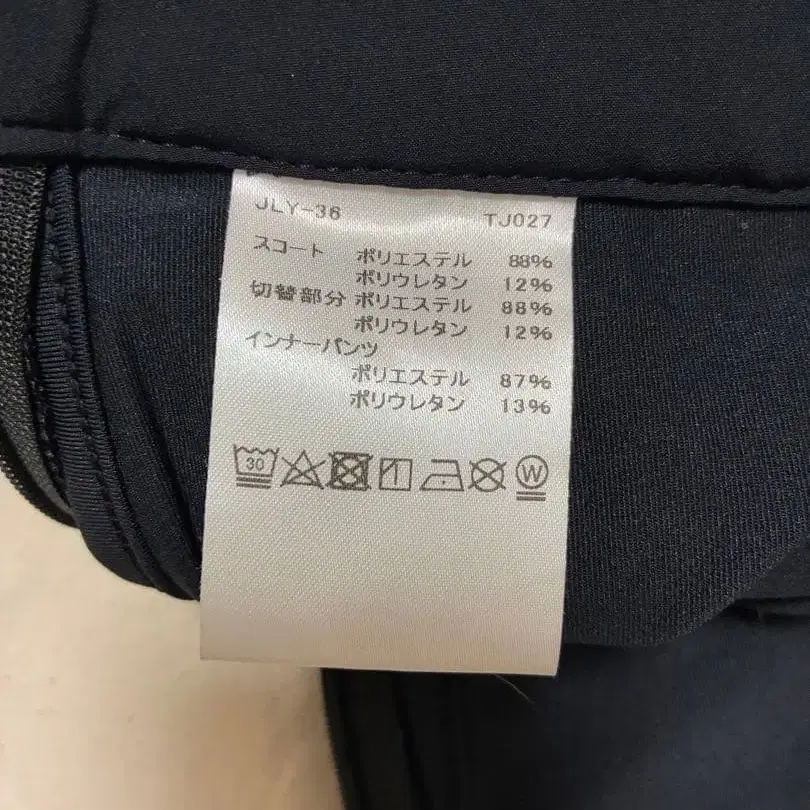 JLY-36 TJ027
スコート ポリエステル 88%
ポリウレタン 12%
切替部分 ポリエステル 88%
ポリウレタン 12%
インナーパンツ
ポリエステル 87%
ポリウレタン 13%
30 W